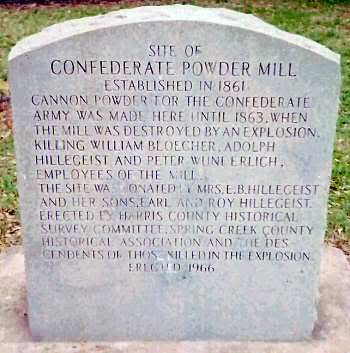 SITE OF
CONFEDERATE POWDER MILL
ESTABLISHED IN 1861
CANNON POWDER FOR THE CONFEDERATE
ARMY WAS MADE HERE UNTIL 1863, WHEN
THE MILL WAS DESTROYED BY AN EXPLOSION,
KILLING WILLIAM BLOECHER, ADOLPH
HILLEGEIST AND PETER WUNDERLICH,
EMPLOYEES OF THE MILL.
THE SITE WAS DONATED BY MRS. E.B. HILLEGEIST
AND HER SONS, EARL AND ROY HILLEGEIST.
ERECTED BY HARRIS COUNTY HISTORICAL
SURVEY COMMITTEE, SPRING CREEK COUNTY
HISTORICAL ASSOCIATION AND THE DES-
CENDENTS OF THOSE KILLED IN THE EXPLOSION.
ERECTED 1966